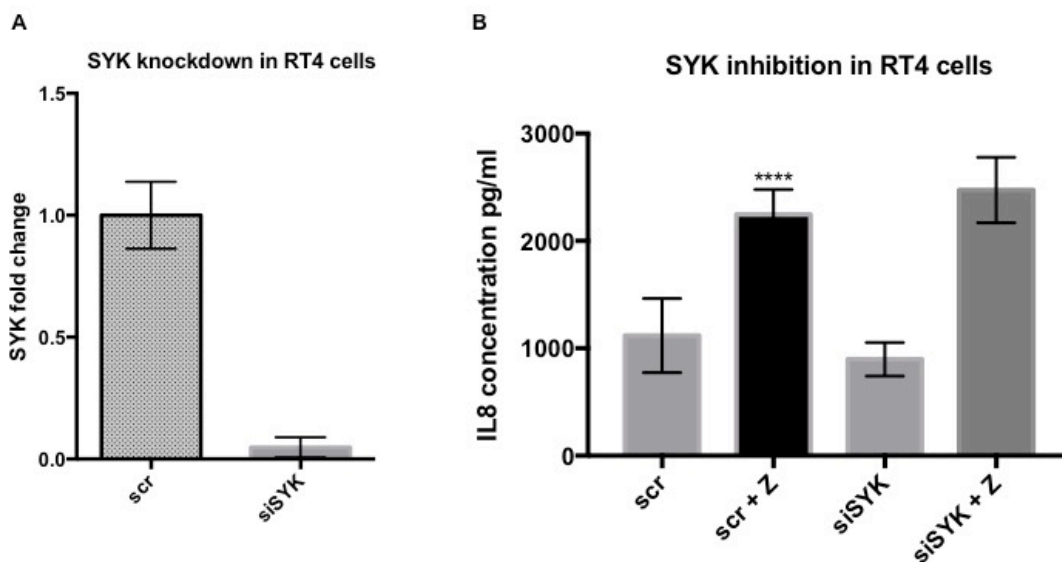 A
SYK knockdown in RT4 cells
SYK fold change
1.5
1.0
0.5
0.0
scr
siSYK
B
SYK inhibition in RT4 cells
IL8 concentration pg/ml
3000
2000
1000
0
****
scr
scr + Z
siSYK
siSYK + Z